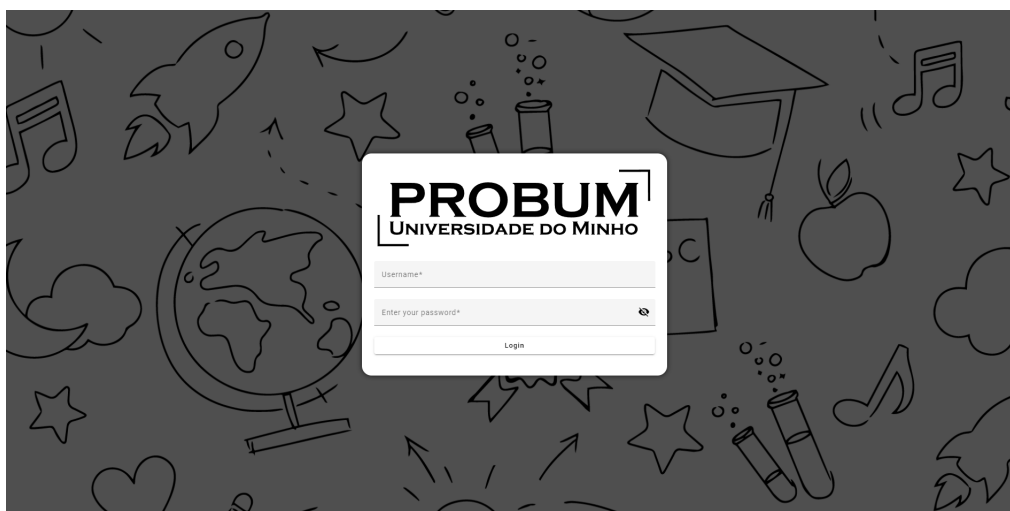 PROBUM
UNIVERSIDADE DO MINHO
Username*
Enter your password*
Login